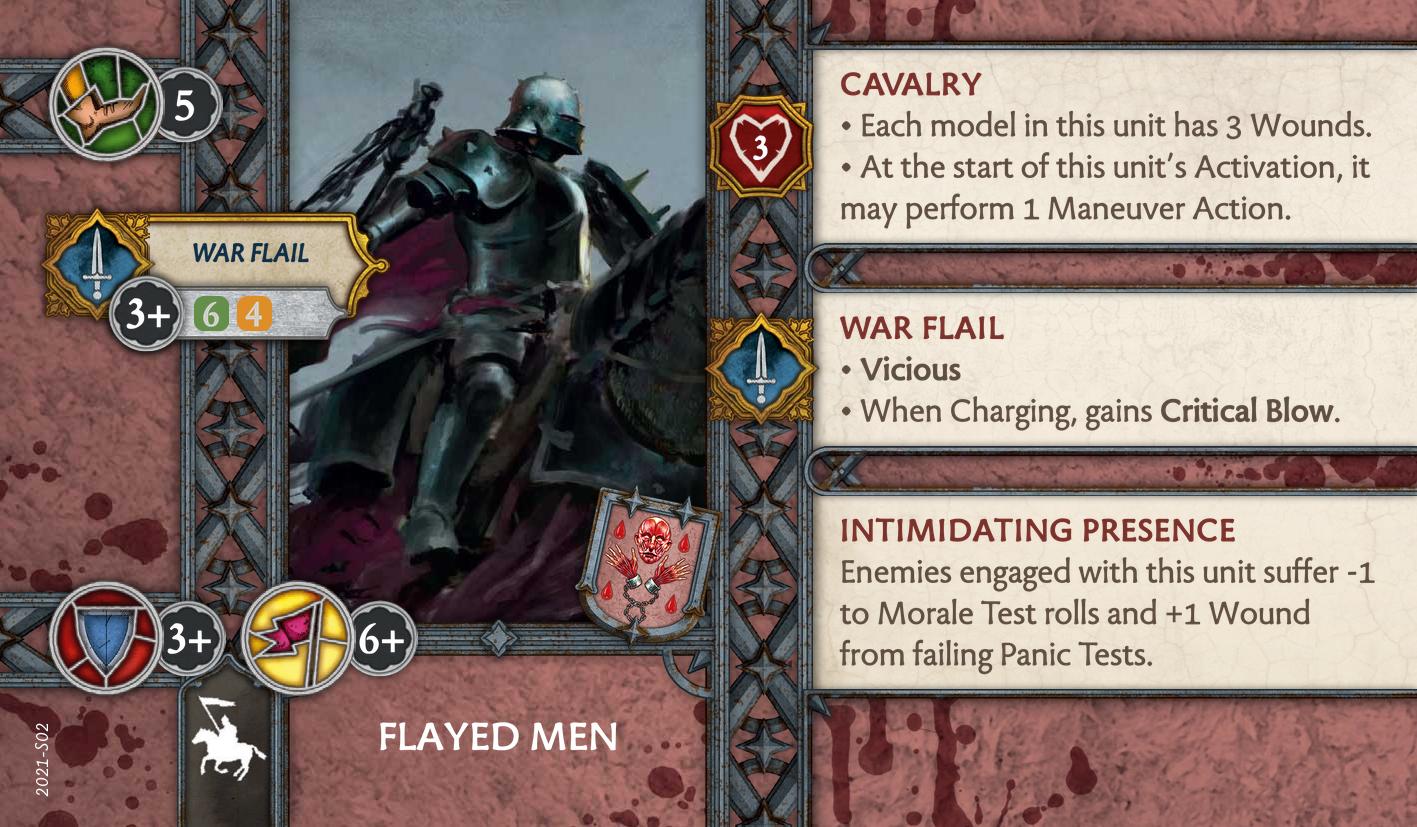 5
WAR FLAIL
3+ 6 4
3+ 6+
FLAYED MEN
2021-S02
3
CAVALRY
• Each model in this unit has 3 Wounds.
• At the start of this unit's Activation, it
may perform 1 Maneuver Action.
WAR FLAIL
• Vicious
• When Charging, gains Critical Blow.
INTIMIDATING PRESENCE
Enemies engaged with this unit suffer -1
to Morale Test rolls and +1 Wound
from failing Panic Tests.